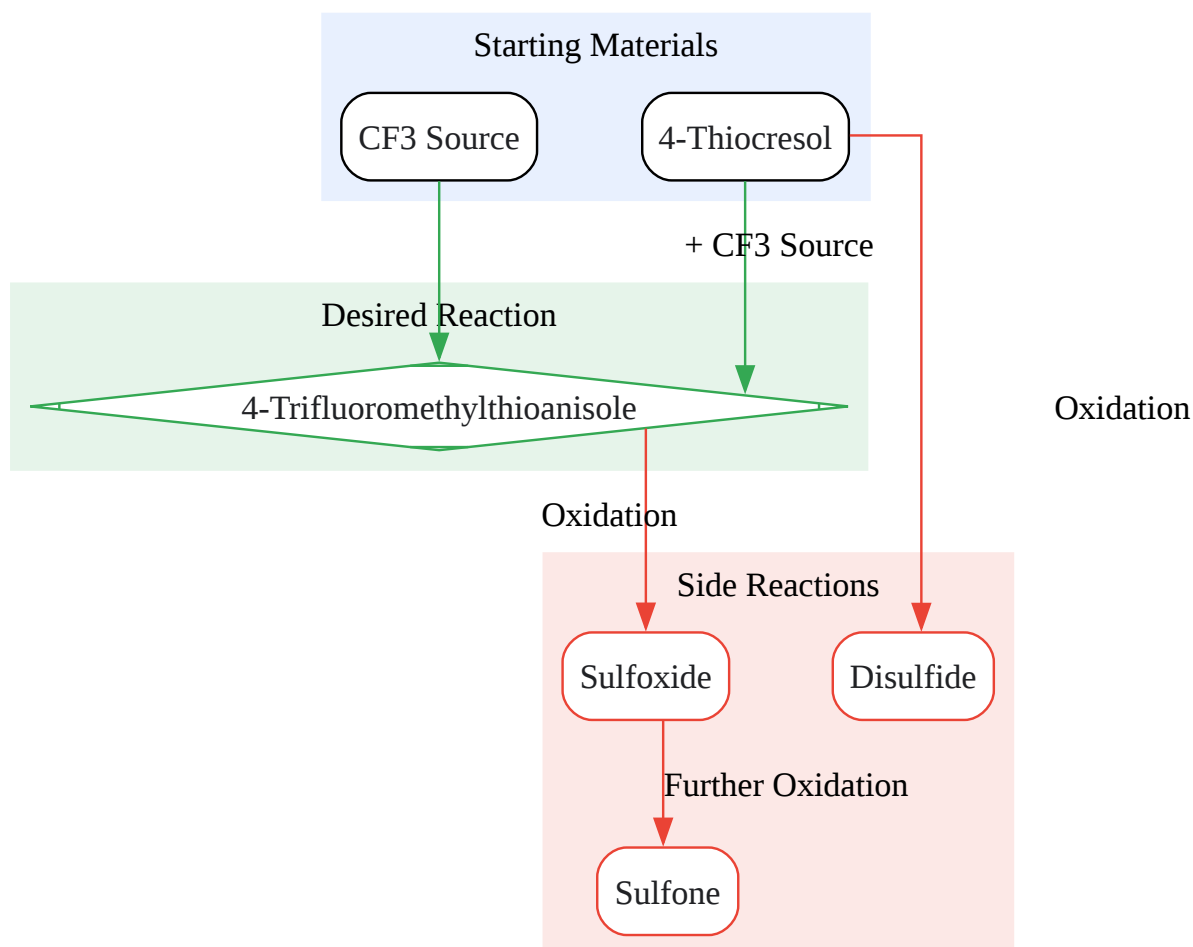 Starting Materials
CF3 Source
4-Thiocresol
+ CF3 Source
Desired Reaction
4-Trifluoromethylthioanisole
Oxidation
Oxidation
Side Reactions
Sulfoxide
Disulfide
Further Oxidation
Sulfone